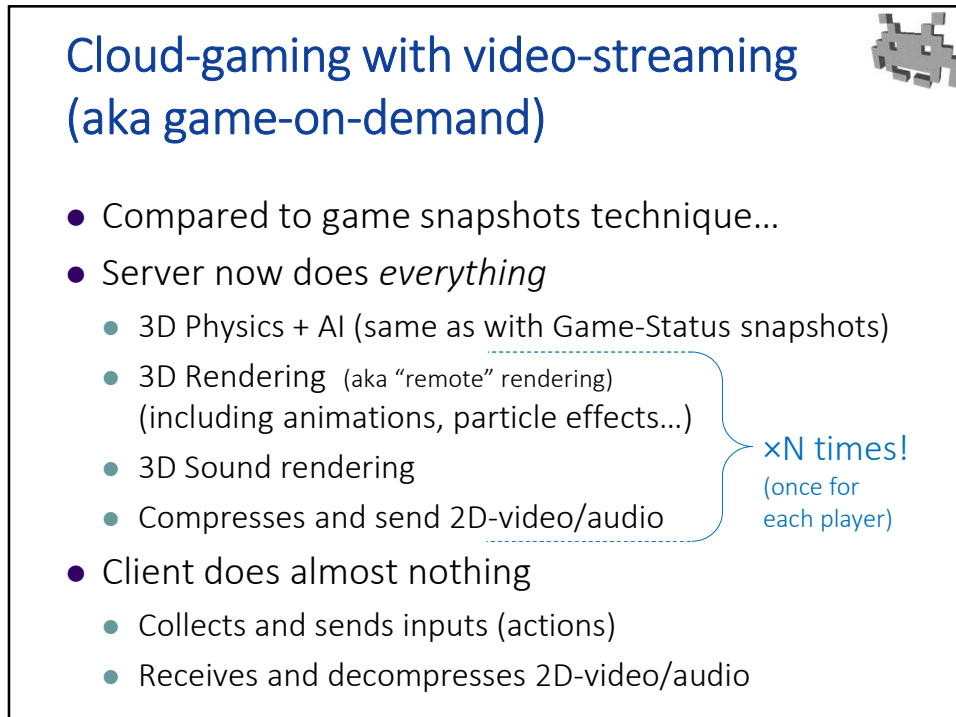 Cloud-gaming with video-streaming
(aka game-on-demand)
● Compared to game snapshots technique…
● Server now does everything
● 3D Physics + AI (same as with Game-Status snapshots)
● 3D Rendering (aka “remote” rendering)
(including animations, particle effects…)
● 3D Sound rendering
● Compresses and send 2D-video/audio
×N times!
(once for
each player)
● Client does almost nothing
● Collects and sends inputs (actions)
● Receives and decompresses 2D-video/audio